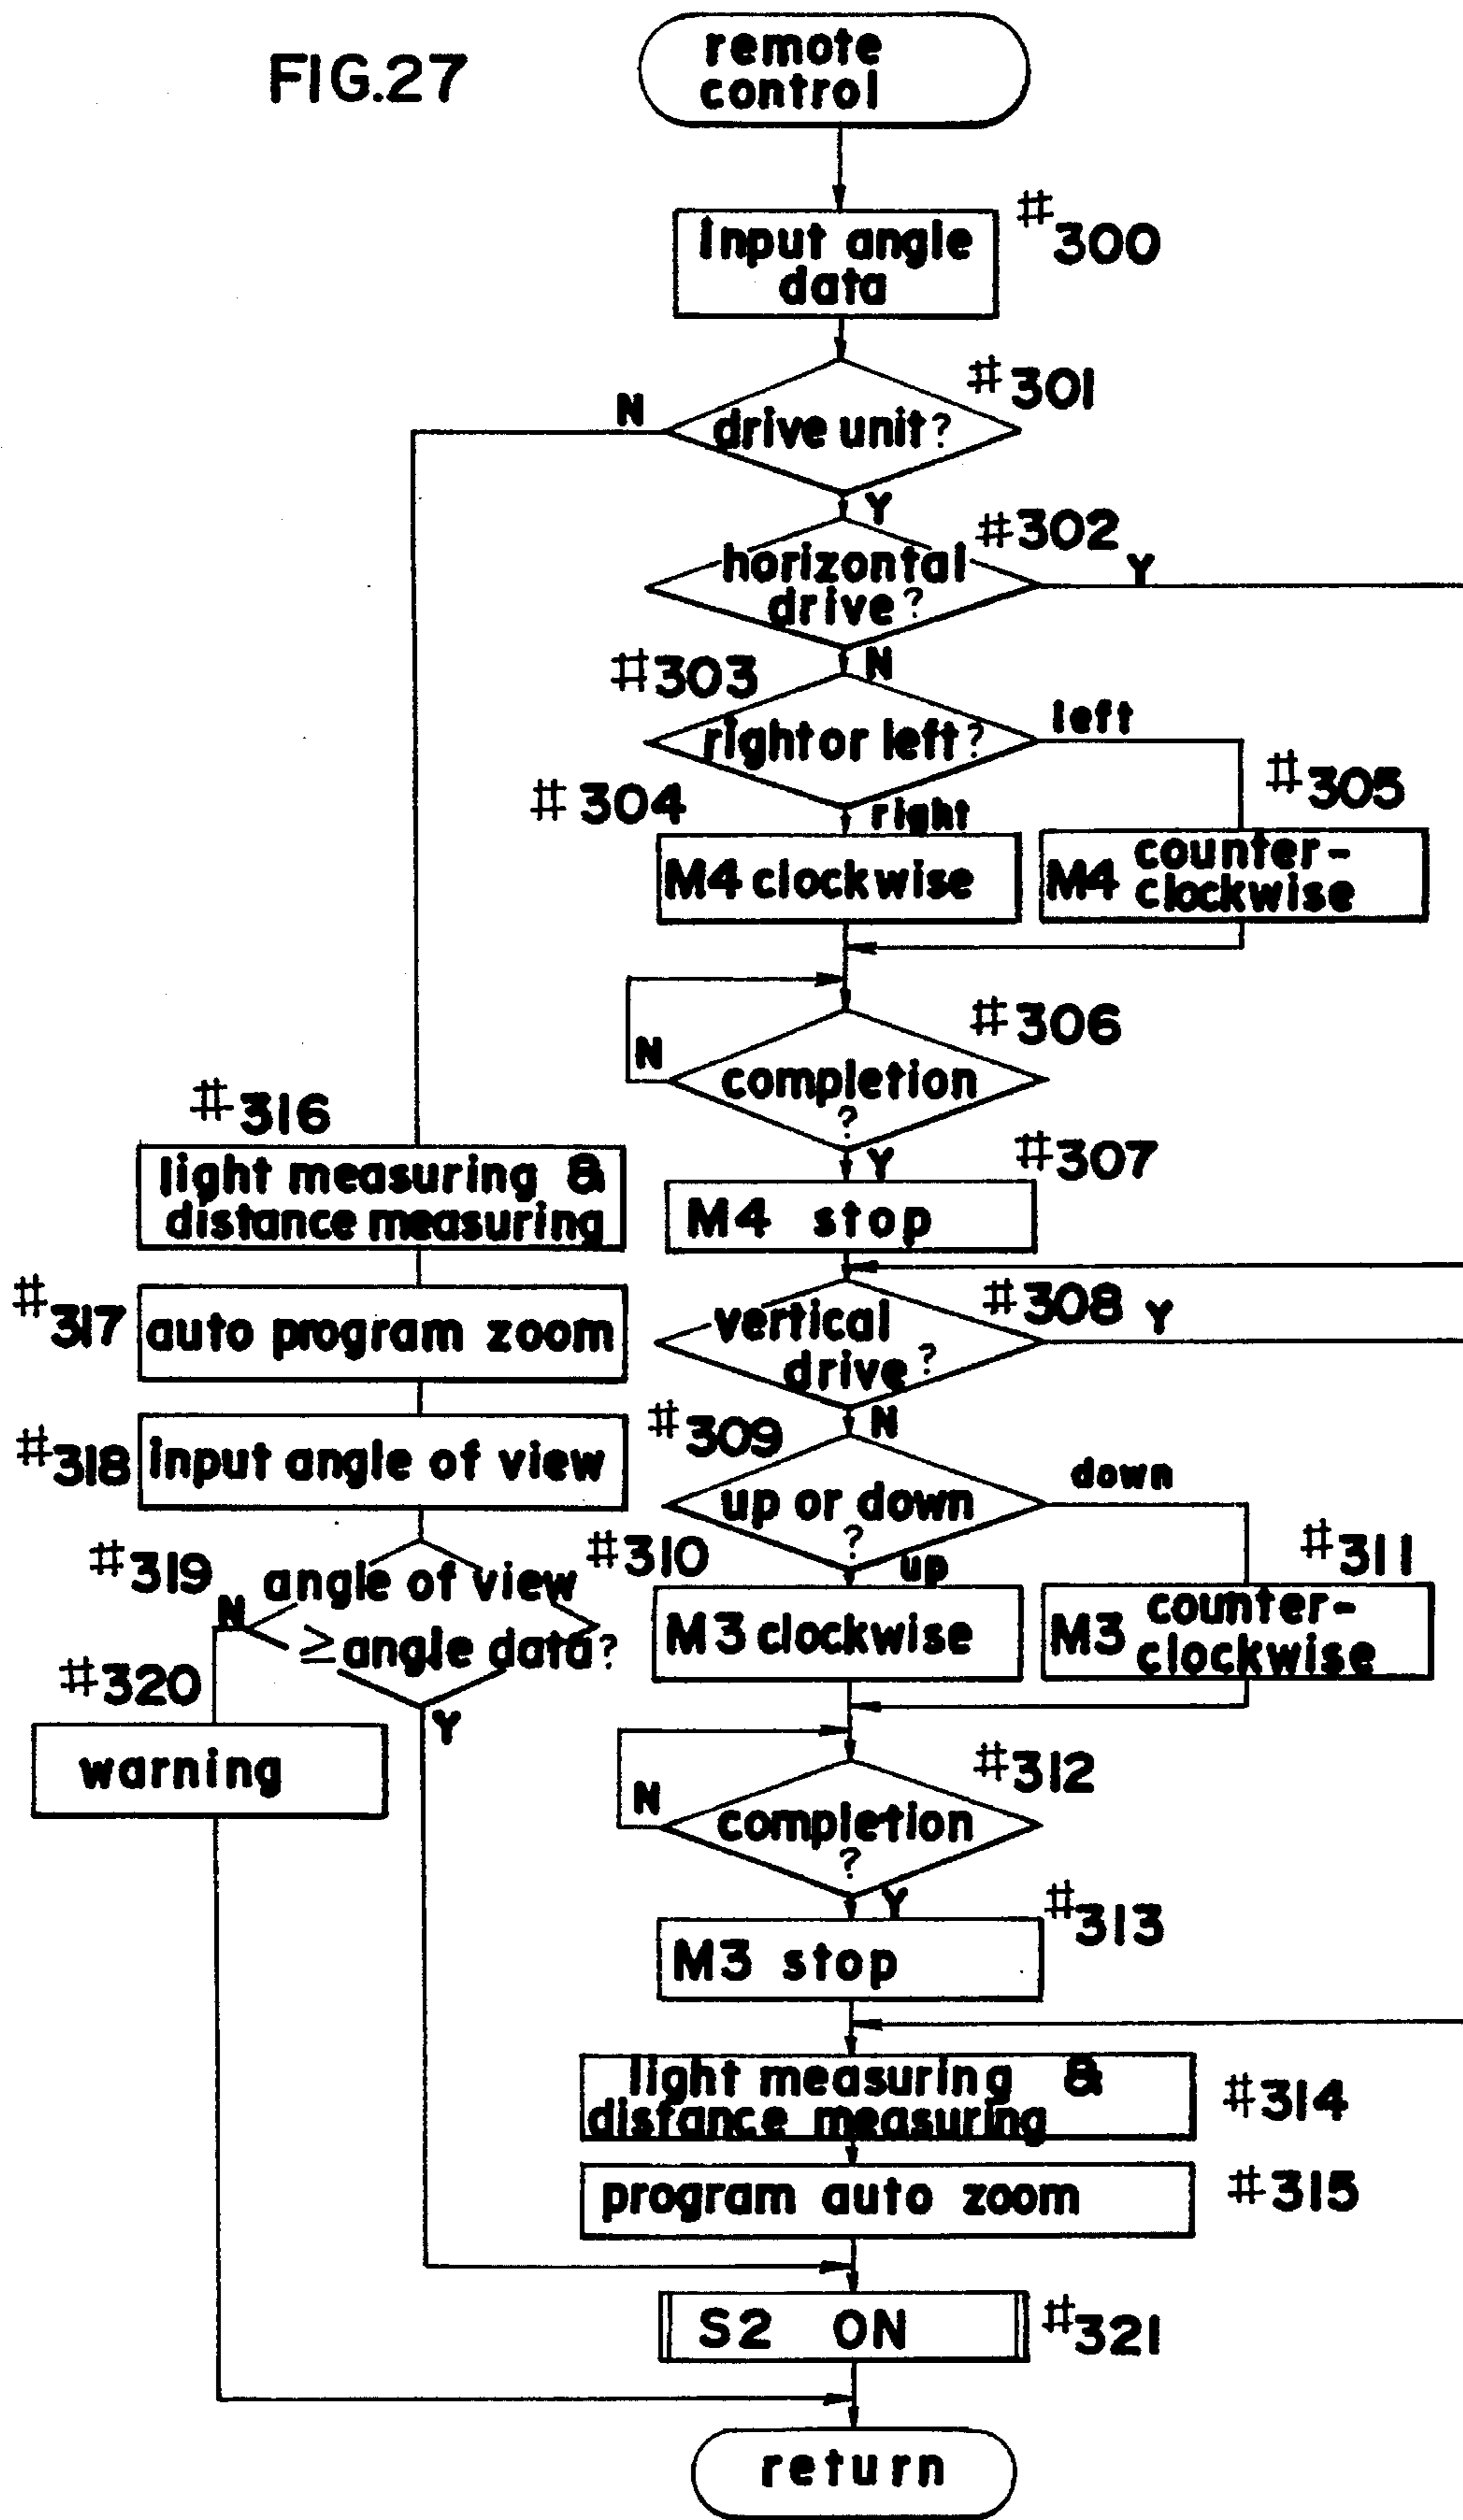 FIG.27
remote
control
#300
Input angle
data
#301
N
drive unit?
Y
#302
horizontal
drive?
Y
N
#303
right or left?
left
#304
right
#305
M4 clockwise
M4 counter-
clockwise
#306
N
completion
?
Y
#307
M4 stop
#316
light measuring &
distance measuring
#308
vertical
drive?
Y
N
#317
auto program zoom
#318
input angle of view
#309
up or down
?
down
up
#310
#311
M3 clockwise
M3 counter-
clockwise
#319
angle of view
≥ angle data?
N
Y
#320
warning
#312
N
completion
?
Y
#313
M3 stop
light measuring &
distance measuring
#314
program auto zoom
#315
S2 ON
#321
return